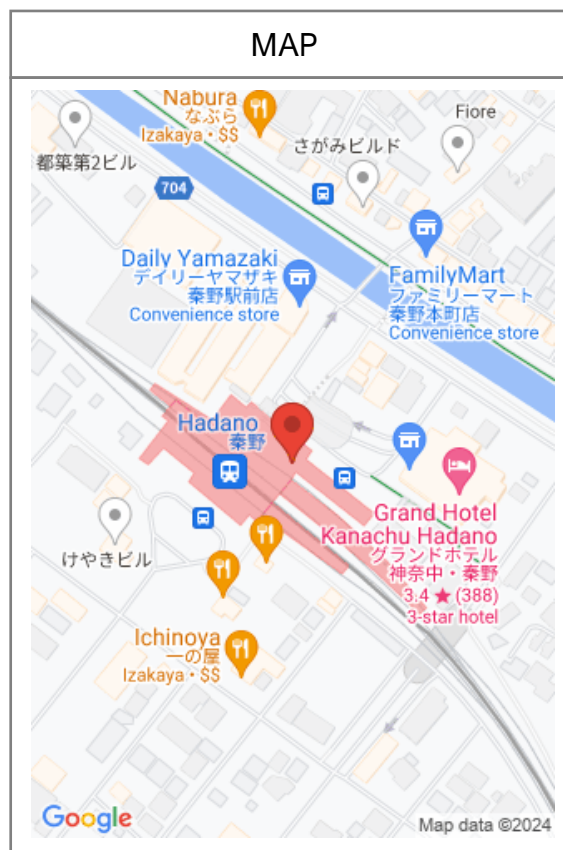 MAP
Nabura
なぶら
Izakaya・$$
Fiore
さがみビルド
都築第2ビル
704
Daily Yamazaki
デイリーヤマザキ
秦野駅前店
Convenience store
FamilyMart
ファミリーマート
秦野本町店
Convenience store
Hadano
秦野
Grand Hotel
Kanachu Hadano
グランドホテル
神奈中・秦野
3.4 ★ (388)
3-star hotel
けやきビル
Ichinoya
一の屋
Izakaya・$$
Google
Map data ©2024